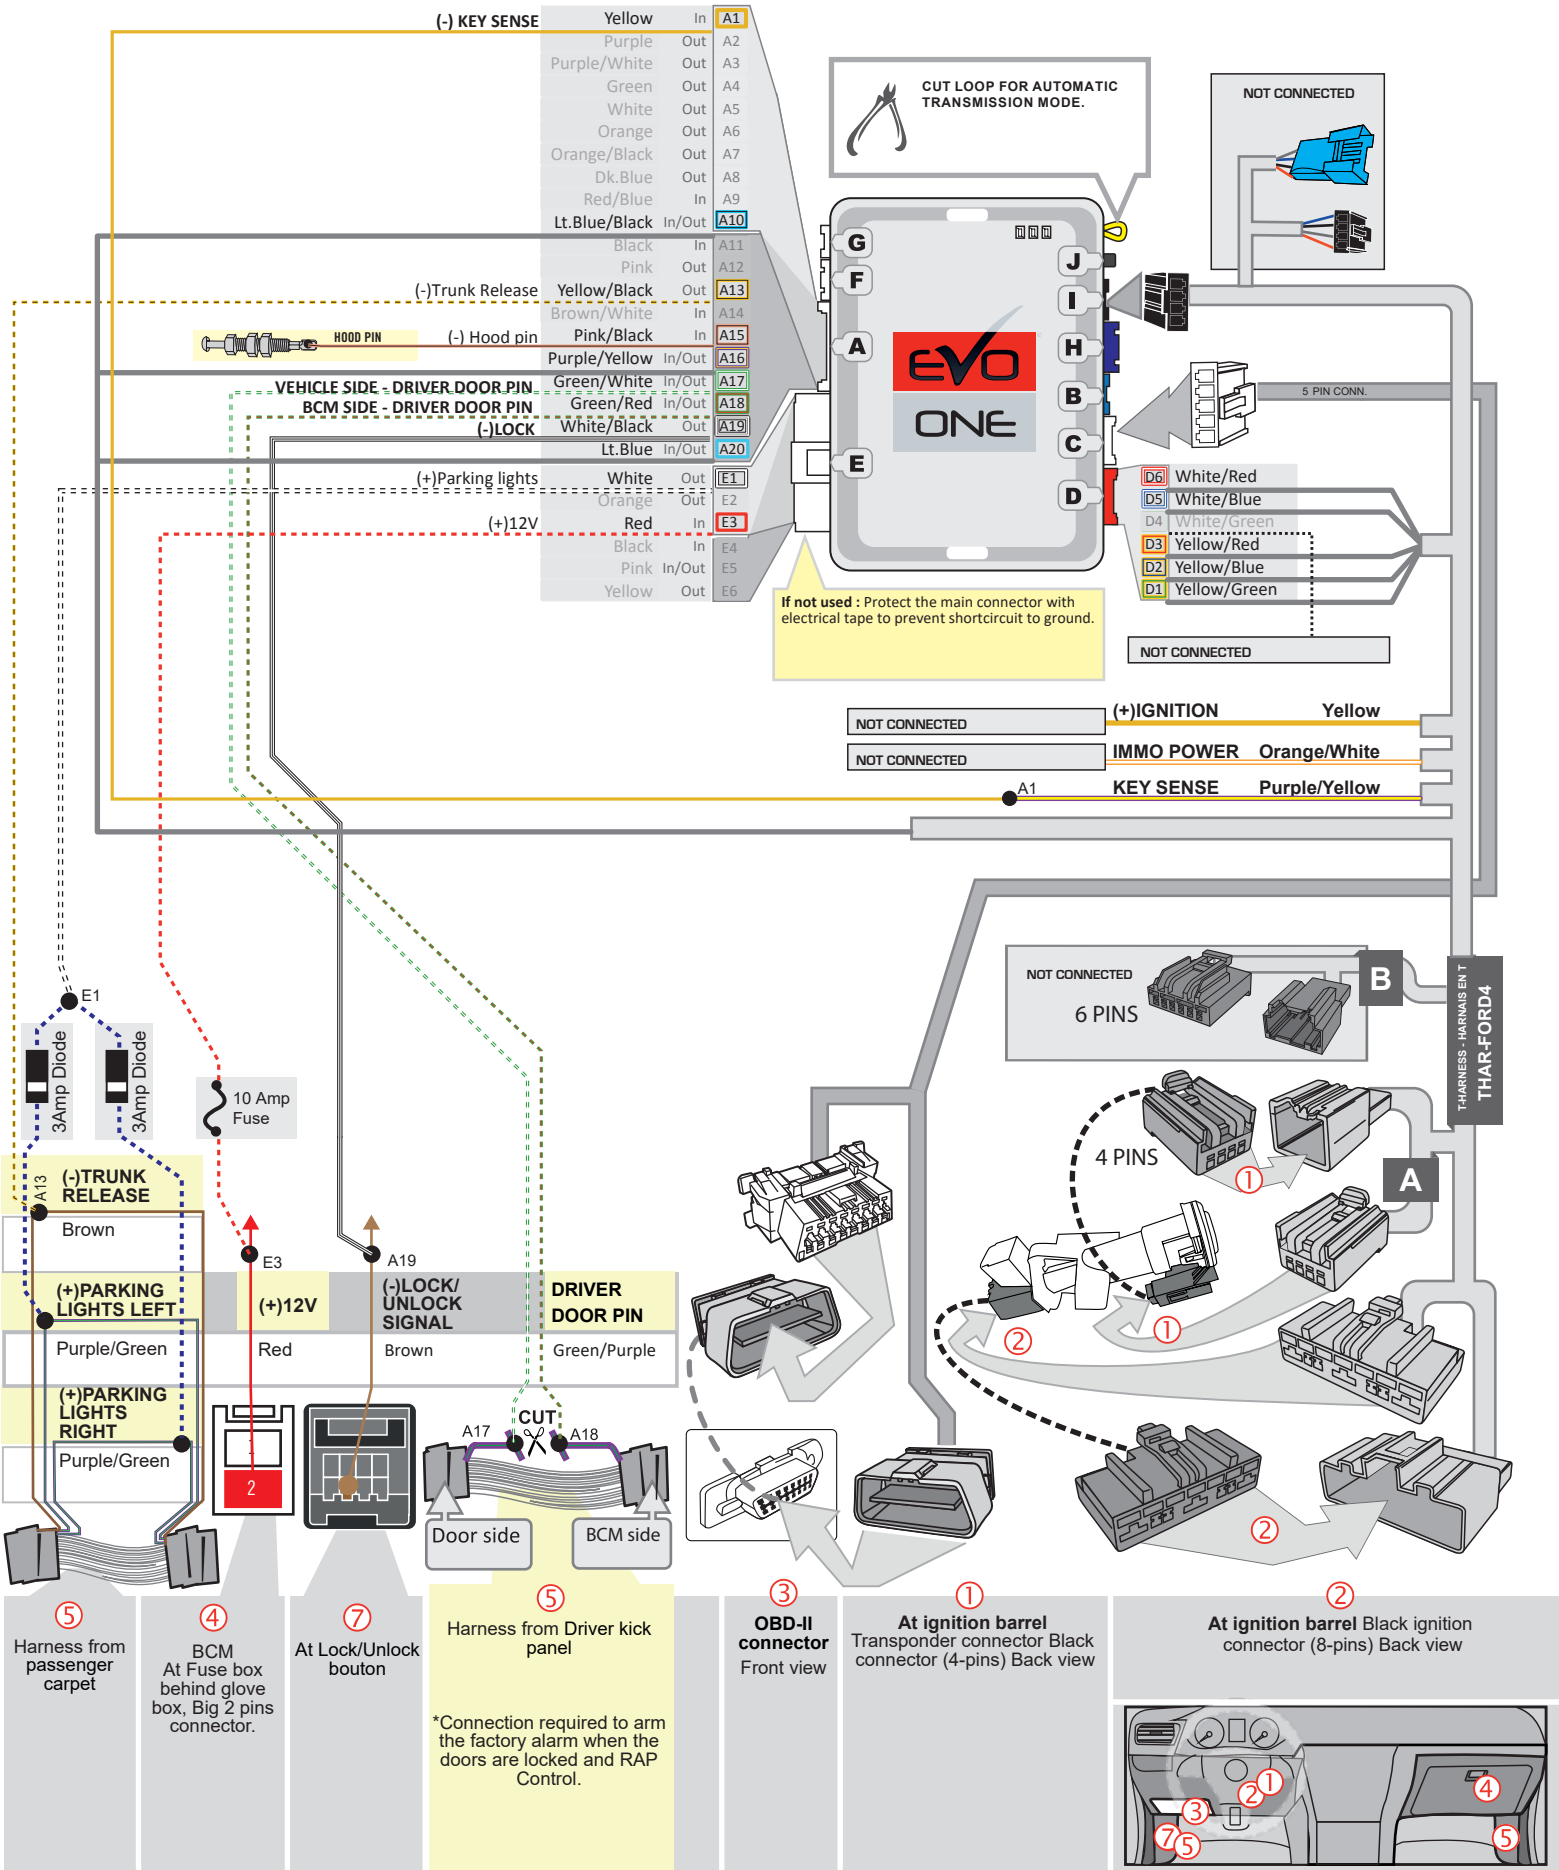 (-) KEY SENSE Yellow In A1
Purple Out A2
Purple/White Out A3
Green Out A4
White Out A5
Orange Out A6
Orange/Black Out A7
Dk.Blue Out A8
Red/Blue In A9
Lt.Blue/Black In/Out A10
Black In A11
Pink Out A12
(-)Trunk Release Yellow/Black Out A13
Brown/White In A14
HOOD PIN (-) Hood pin Pink/Black In A15
Purple/Yellow In/Out A16
VEHICLE SIDE - DRIVER DOOR PIN Green/White In/Out A17
BCM SIDE - DRIVER DOOR PIN Green/Red In/Out A18
(-)LOCK White/Black Out A19
Lt.Blue In/Out A20
(+)Parking lights White Out E1
Orange Out E2
(+)12V Red In E3
Black In E4
Pink In/Out E5
Yellow Out E6
CUT LOOP FOR AUTOMATIC
TRANSMISSION MODE.
NOT CONNECTED
G
F
A
E
J
I
H
B
C
D
EVO
ONE
5 PIN CONN.
D6 White/Red
D5 White/Blue
D4 White/Green
D3 Yellow/Red
D2 Yellow/Blue
D1 Yellow/Green
NOT CONNECTED
If not used : Protect the main connector with
electrical tape to prevent shortcircuit to ground.
NOT CONNECTED (+)IGNITION Yellow
NOT CONNECTED IMMO POWER Orange/White
A1 KEY SENSE Purple/Yellow
NOT CONNECTED
6 PINS
B
T-HARNESS - HARNAIS EN T
THAR-FORD4
4 PINS
A
1
1
2
2
E1
3Amp Diode
3Amp Diode
10 Amp
Fuse
A13
(-)TRUNK
RELEASE
Brown
E3
A19
(+)PARKING
LIGHTS LEFT
Purple/Green
(+)12V
Red
(-)LOCK/
UNLOCK
SIGNAL
Brown
DRIVER
DOOR PIN
Green/Purple
(+)PARKING
LIGHTS
RIGHT
Purple/Green
1
2
A17
CUT
A18
Door side
BCM side
5
Harness from
passenger
carpet
4
BCM
At Fuse box
behind glove
box, Big 2 pins
connector.
7
At Lock/Unlock
bouton
5
Harness from Driver kick
panel
*Connection required to arm
the factory alarm when the
doors are locked and RAP
Control.
3
OBD-II
connector
Front view
1
At ignition barrel
Transponder connector Black
connector (4-pins) Back view
2
At ignition barrel Black ignition
connector (8-pins) Back view
1
2
3
4
7
5
5